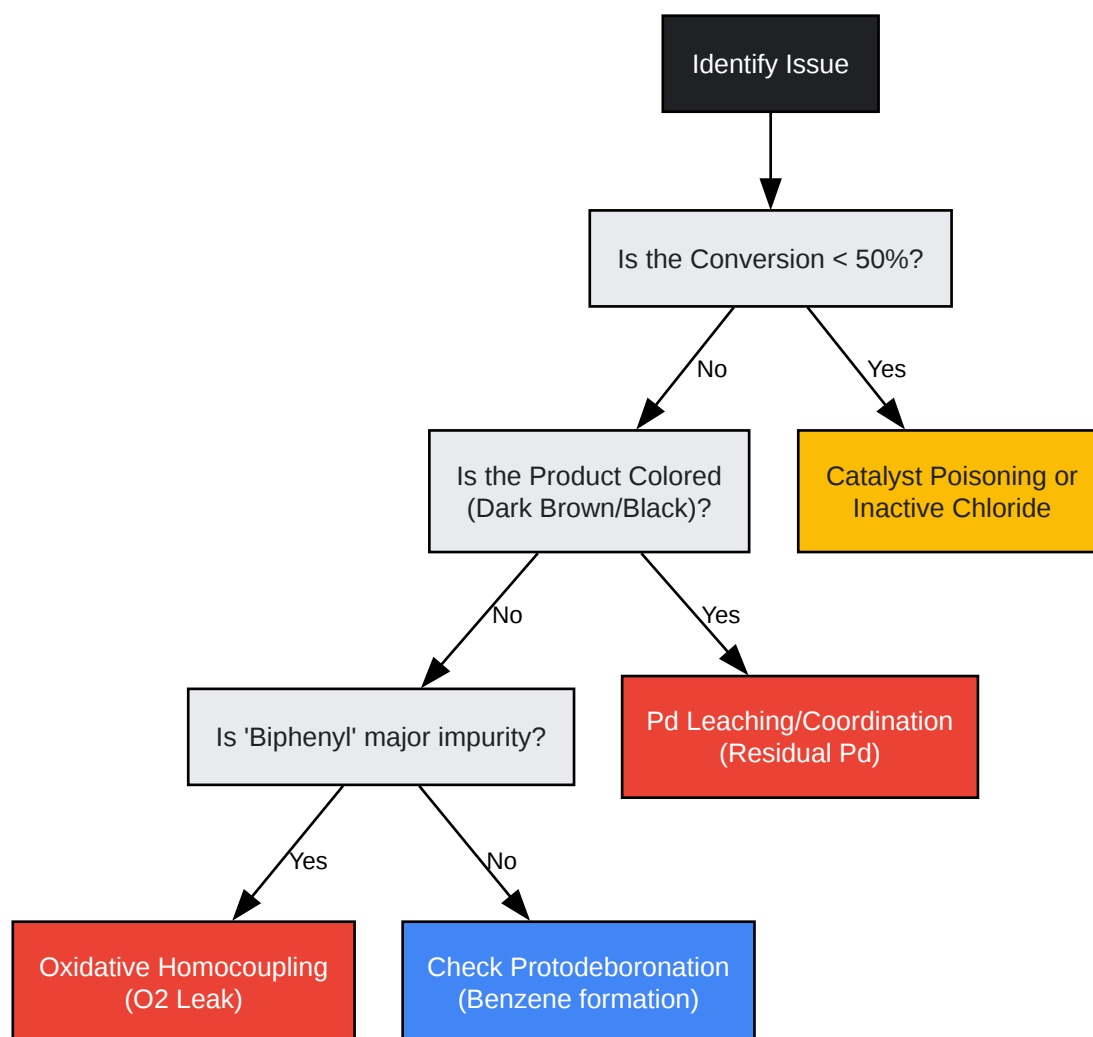 Identify Issue
Is the Conversion < 50%?
No
Yes
Is the Product Colored
(Dark Brown/Black)?
Catalyst Poisoning or
Inactive Chloride
No
Yes
Is 'Biphenyl' major impurity?
Pd Leaching/Coordination
(Residual Pd)
Yes
No
Oxidative Homocoupling
(O2 Leak)
Check Protodeboronation
(Benzene formation)